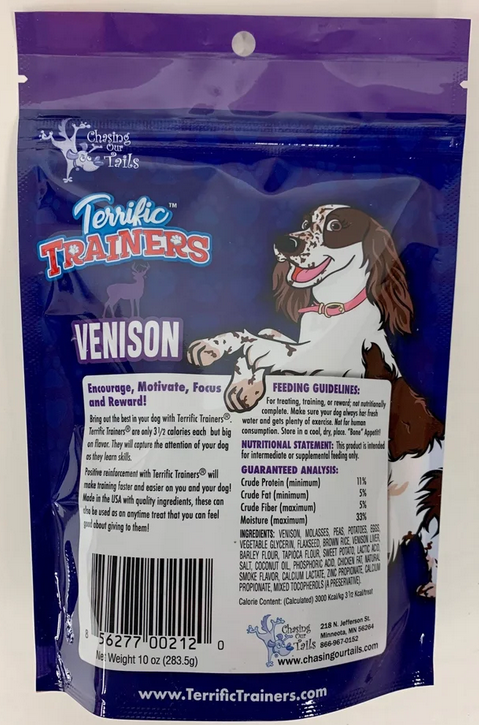 Chasing
Our
Tails
Terrific™
TRAINERS
VENISON
Encourage, Motivate, Focus
and Reward!
Bring out the best in your dog with Terrific Trainers®.
Terrific Trainers® are only 3½ calories each but big
on flavor. They will capture the attention of your dog
as they learn skills.
Positive reinforcement with Terrific Trainers® will
make training faster and easier on you and your dog!
Made in the USA with quality ingredients, these can
also be used as an anytime treat that you can feel
good about giving to them!
FEEDING GUIDELINES:
For treating, training, or reward; not nutritionally
complete. Make sure your dog always has fresh
water and gets plenty of exercise. Not for human
consumption. Store in a cool, dry, place. "Bone" Appetit!!
NUTRITIONAL STATEMENT: This product is intended
for intermediate or supplemental feeding only.
GUARANTEED ANALYSIS:
Crude Protein (minimum) 11%
Crude Fat (minimum) 5%
Crude Fiber (maximum) 5%
Moisture (maximum) 33%
INGREDIENTS: VENISON, MOLASSES, PEAS, POTATOES, EGGS,
VEGETABLE GLYCERIN, FLAXSEED, BROWN RICE, VENISON LIVER,
BARLEY FLOUR, TAPIOCA FLOUR, SWEET POTATO, LACTIC ACID,
SALT, COCONUT OIL, PHOSPHORIC ACID, CHICKEN FAT, NATURAL
SMOKE FLAVOR, CALCIUM LACTATE, ZINC PROPIONATE, CALCIUM
PROPIONATE, MIXED TOCOPHEROLS (A PRESERVATIVE).
Calorie Content: (Calculated) 3000 Kcal/kg Kcal/treat
8 56277 00212 0
Net Weight 10 oz (283.5g)
Chasing
Our
Tails
218 N. Jefferson St.
Minneota, MN 56264
866-967-0152
www.chasingourtails.com
www.TerrificTrainers.com